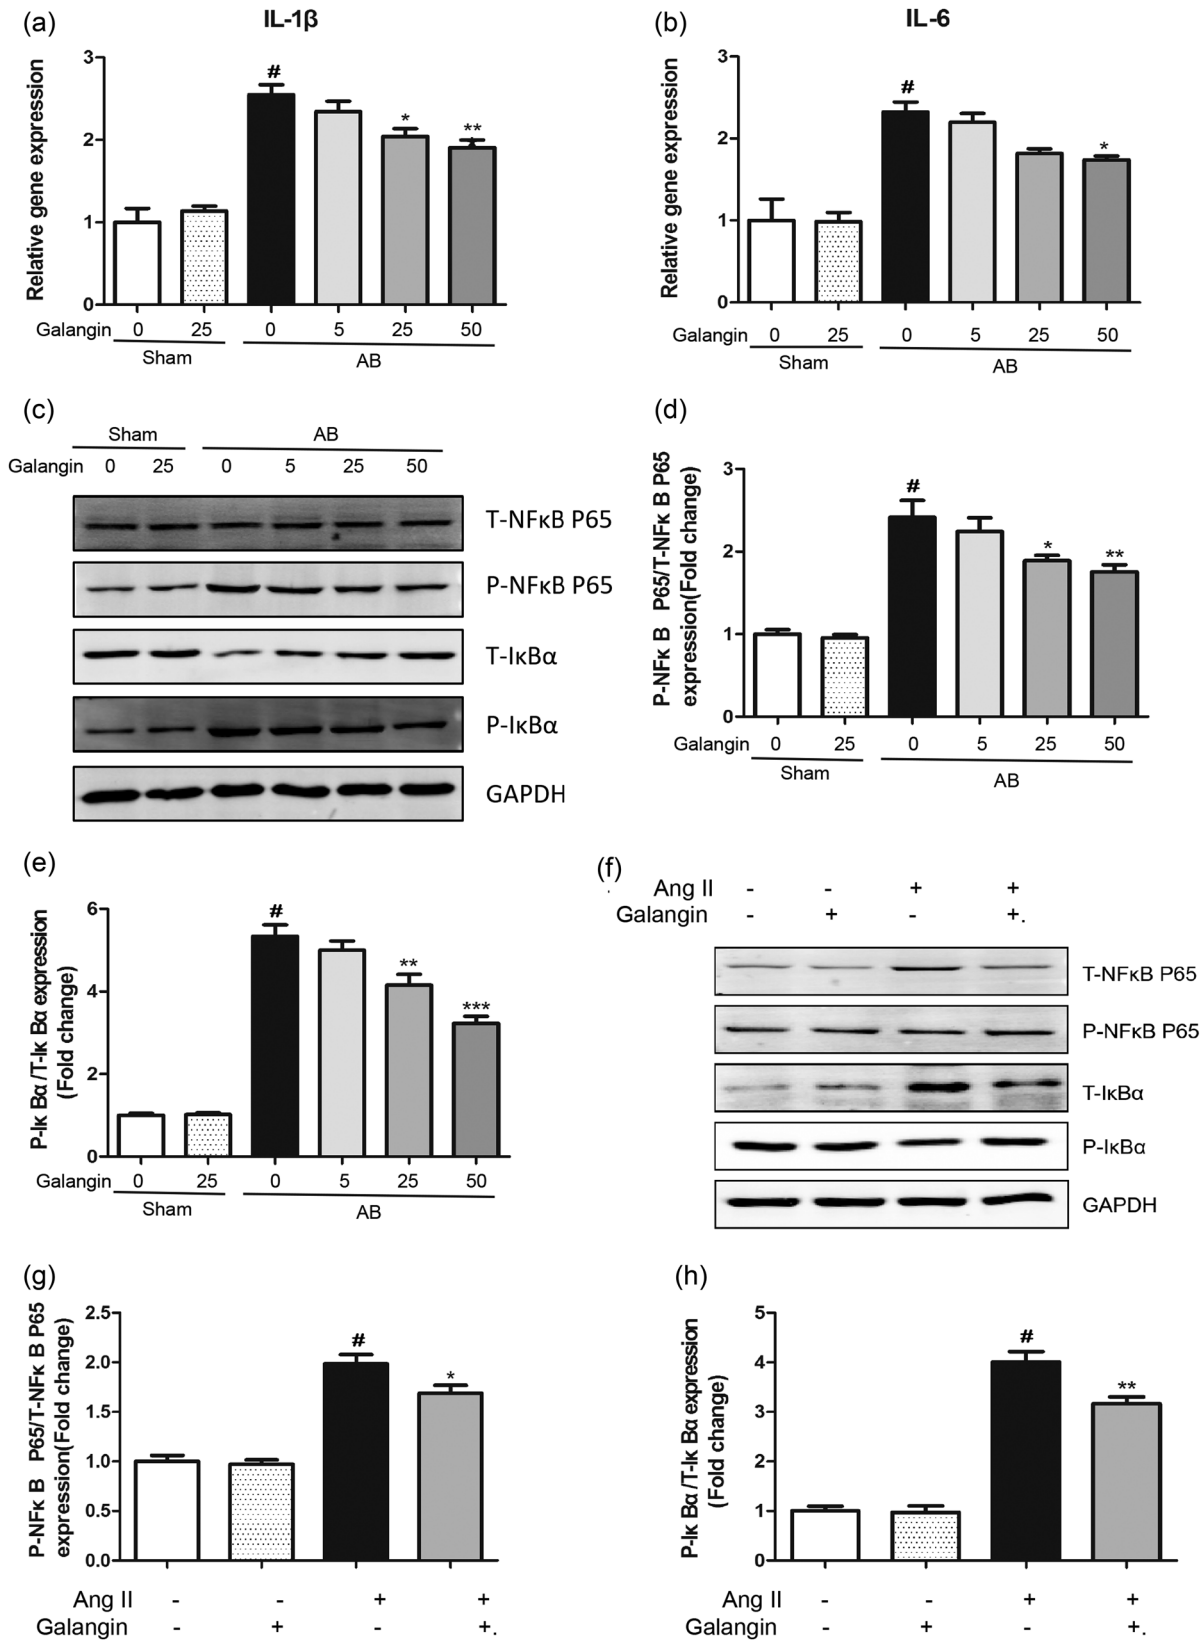 (a)
IL-1β
Relative gene expression
3
2
1
0
#
*
**
Galangin 0 25 0 5 25 50
Sham AB
(b)
IL-6
Relative gene expression
3
2
1
0
#
*
Galangin 0 25 0 5 25 50
Sham AB
(c)
Sham AB
Galangin 0 25 0 5 25 50
T-NFκB P65
P-NFκB P65
T-IκBα
P-IκBα
GAPDH
(d)
P-NFκ B P65/T-NFκ B P65
expression(Fold change)
3
2
1
0
#
*
**
Galangin 0 25 0 5 25 50
Sham AB
(e)
P-Iκ Bα/T-Iκ Bα expression
(Fold change)
6
4
2
0
#
**
***
Galangin 0 25 0 5 25 50
Sham AB
(f)
Ang II - - + +
Galangin - + - +.
T-NFκB P65
P-NFκB P65
T-IκBα
P-IκBα
GAPDH
(g)
P-NFκ B P65/T-NFκ B P65
expression(Fold change)
2.5
2.0
1.5
1.0
0.5
0.0
#
*
Ang II - - + +
Galangin - + - +.
(h)
P-Iκ Bα/T-Iκ Bα expression
(Fold change)
5
4
3
2
1
0
#
**
Ang II - - + +
Galangin - + - +.